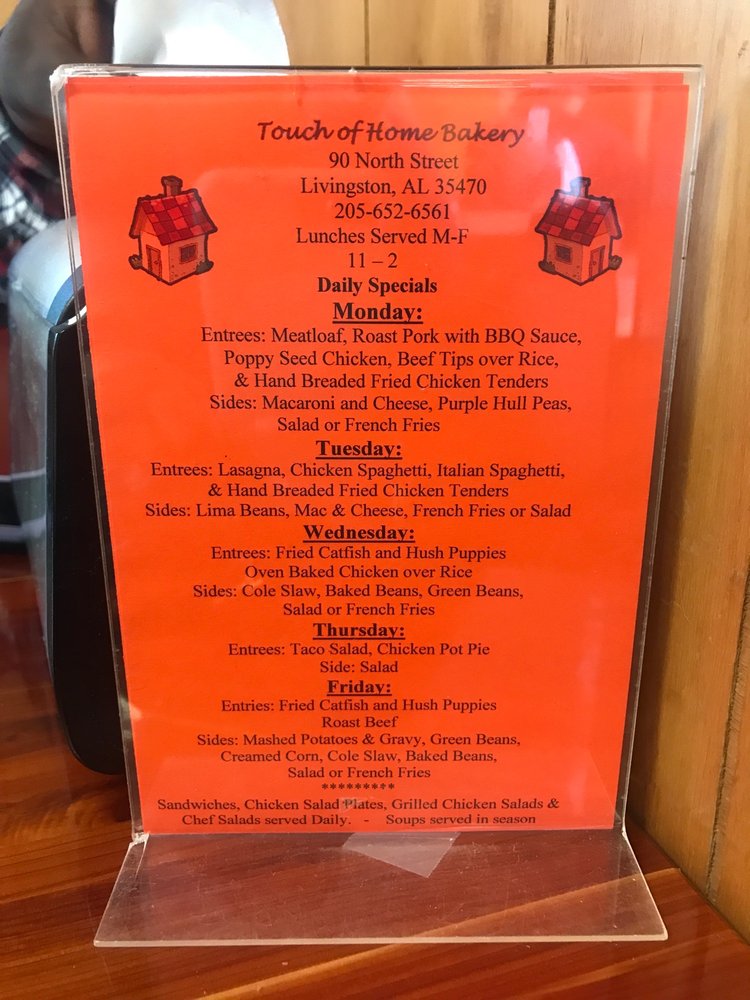 Touch of Home Bakery
90 North Street
Livingston, AL 35470
205-652-6561
Lunches Served M-F
11 – 2
Daily Specials
Monday:
Entrees: Meatloaf, Roast Pork with BBQ Sauce,
Poppy Seed Chicken, Beef Tips over Rice,
& Hand Breaded Fried Chicken Tenders
Sides: Macaroni and Cheese, Purple Hull Peas,
Salad or French Fries
Tuesday:
Entrees: Lasagna, Chicken Spaghetti, Italian Spaghetti,
& Hand Breaded Fried Chicken Tenders
Sides: Lima Beans, Mac & Cheese, French Fries or Salad
Wednesday:
Entrees: Fried Catfish and Hush Puppies
Oven Baked Chicken over Rice
Sides: Cole Slaw, Baked Beans, Green Beans,
Salad or French Fries
Thursday:
Entrees: Taco Salad, Chicken Pot Pie
Side: Salad
Friday:
Entries: Fried Catfish and Hush Puppies
Roast Beef
Sides: Mashed Potatoes & Gravy, Green Beans,
Creamed Corn, Cole Slaw, Baked Beans,
Salad or French Fries
*********
Sandwiches, Chicken Salad Plates, Grilled Chicken Salads &
Chef Salads served Daily. - Soups served in season